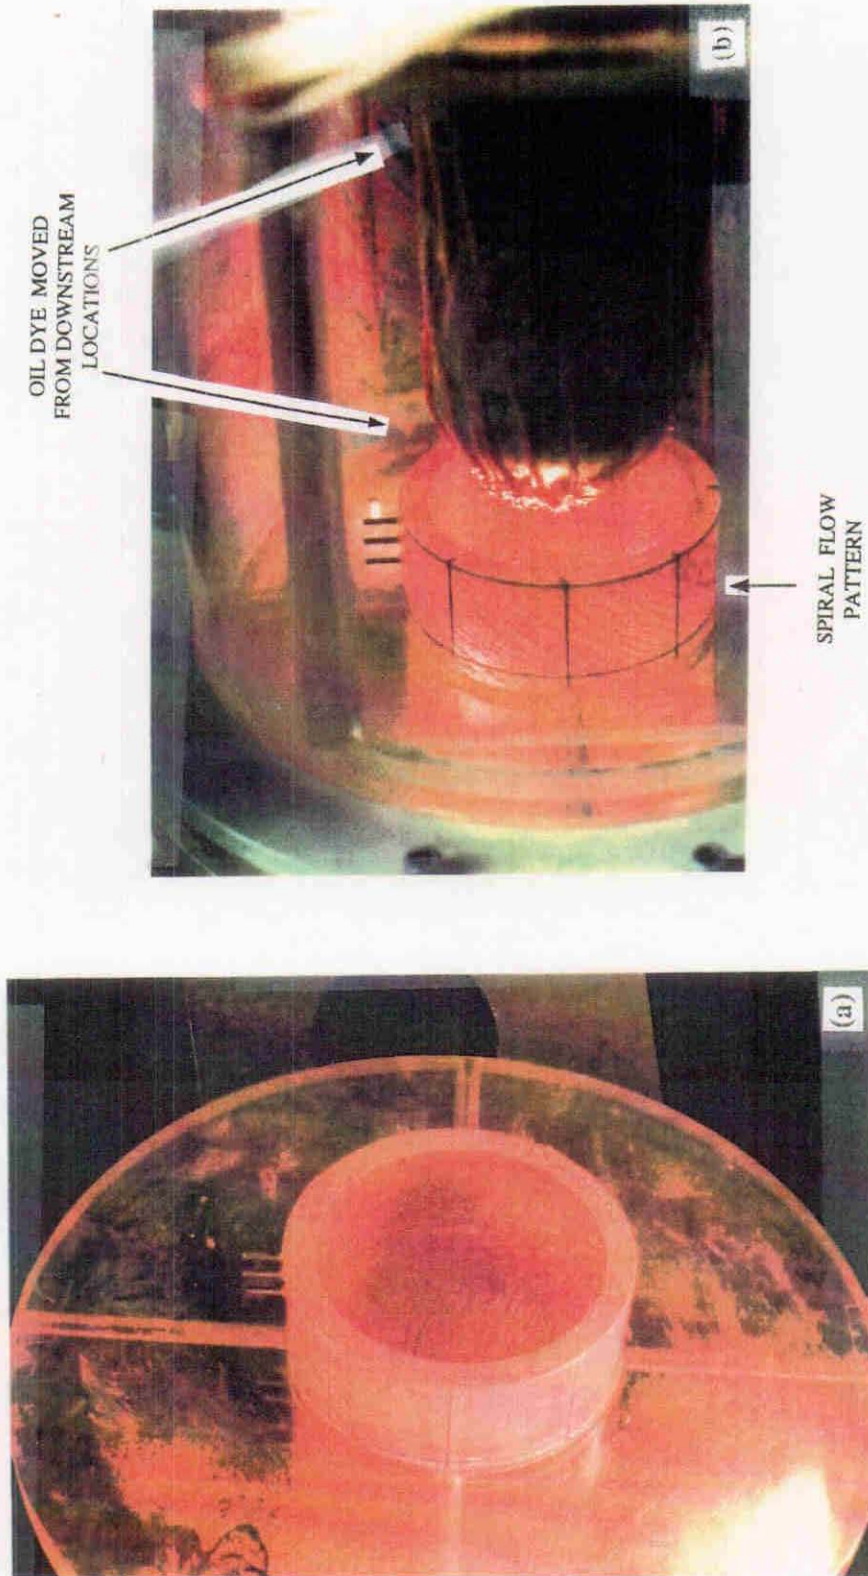 OIL DYE MOVED
FROM DOWNSTREAM
LOCATIONS
(b)
SPIRAL FLOW
PATTERN
(a)